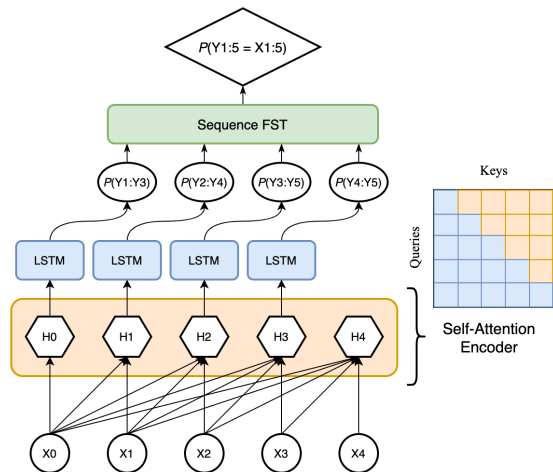 P(Y1:5 = X1:5)
Sequence FST
P(Y1:Y3) P(Y2:Y4) P(Y3:Y5) P(Y4:Y5)
Keys
Queries
LSTM LSTM LSTM LSTM
H0 H1 H2 H3 H4
Self-Attention
Encoder
X0 X1 X2 X3 X4